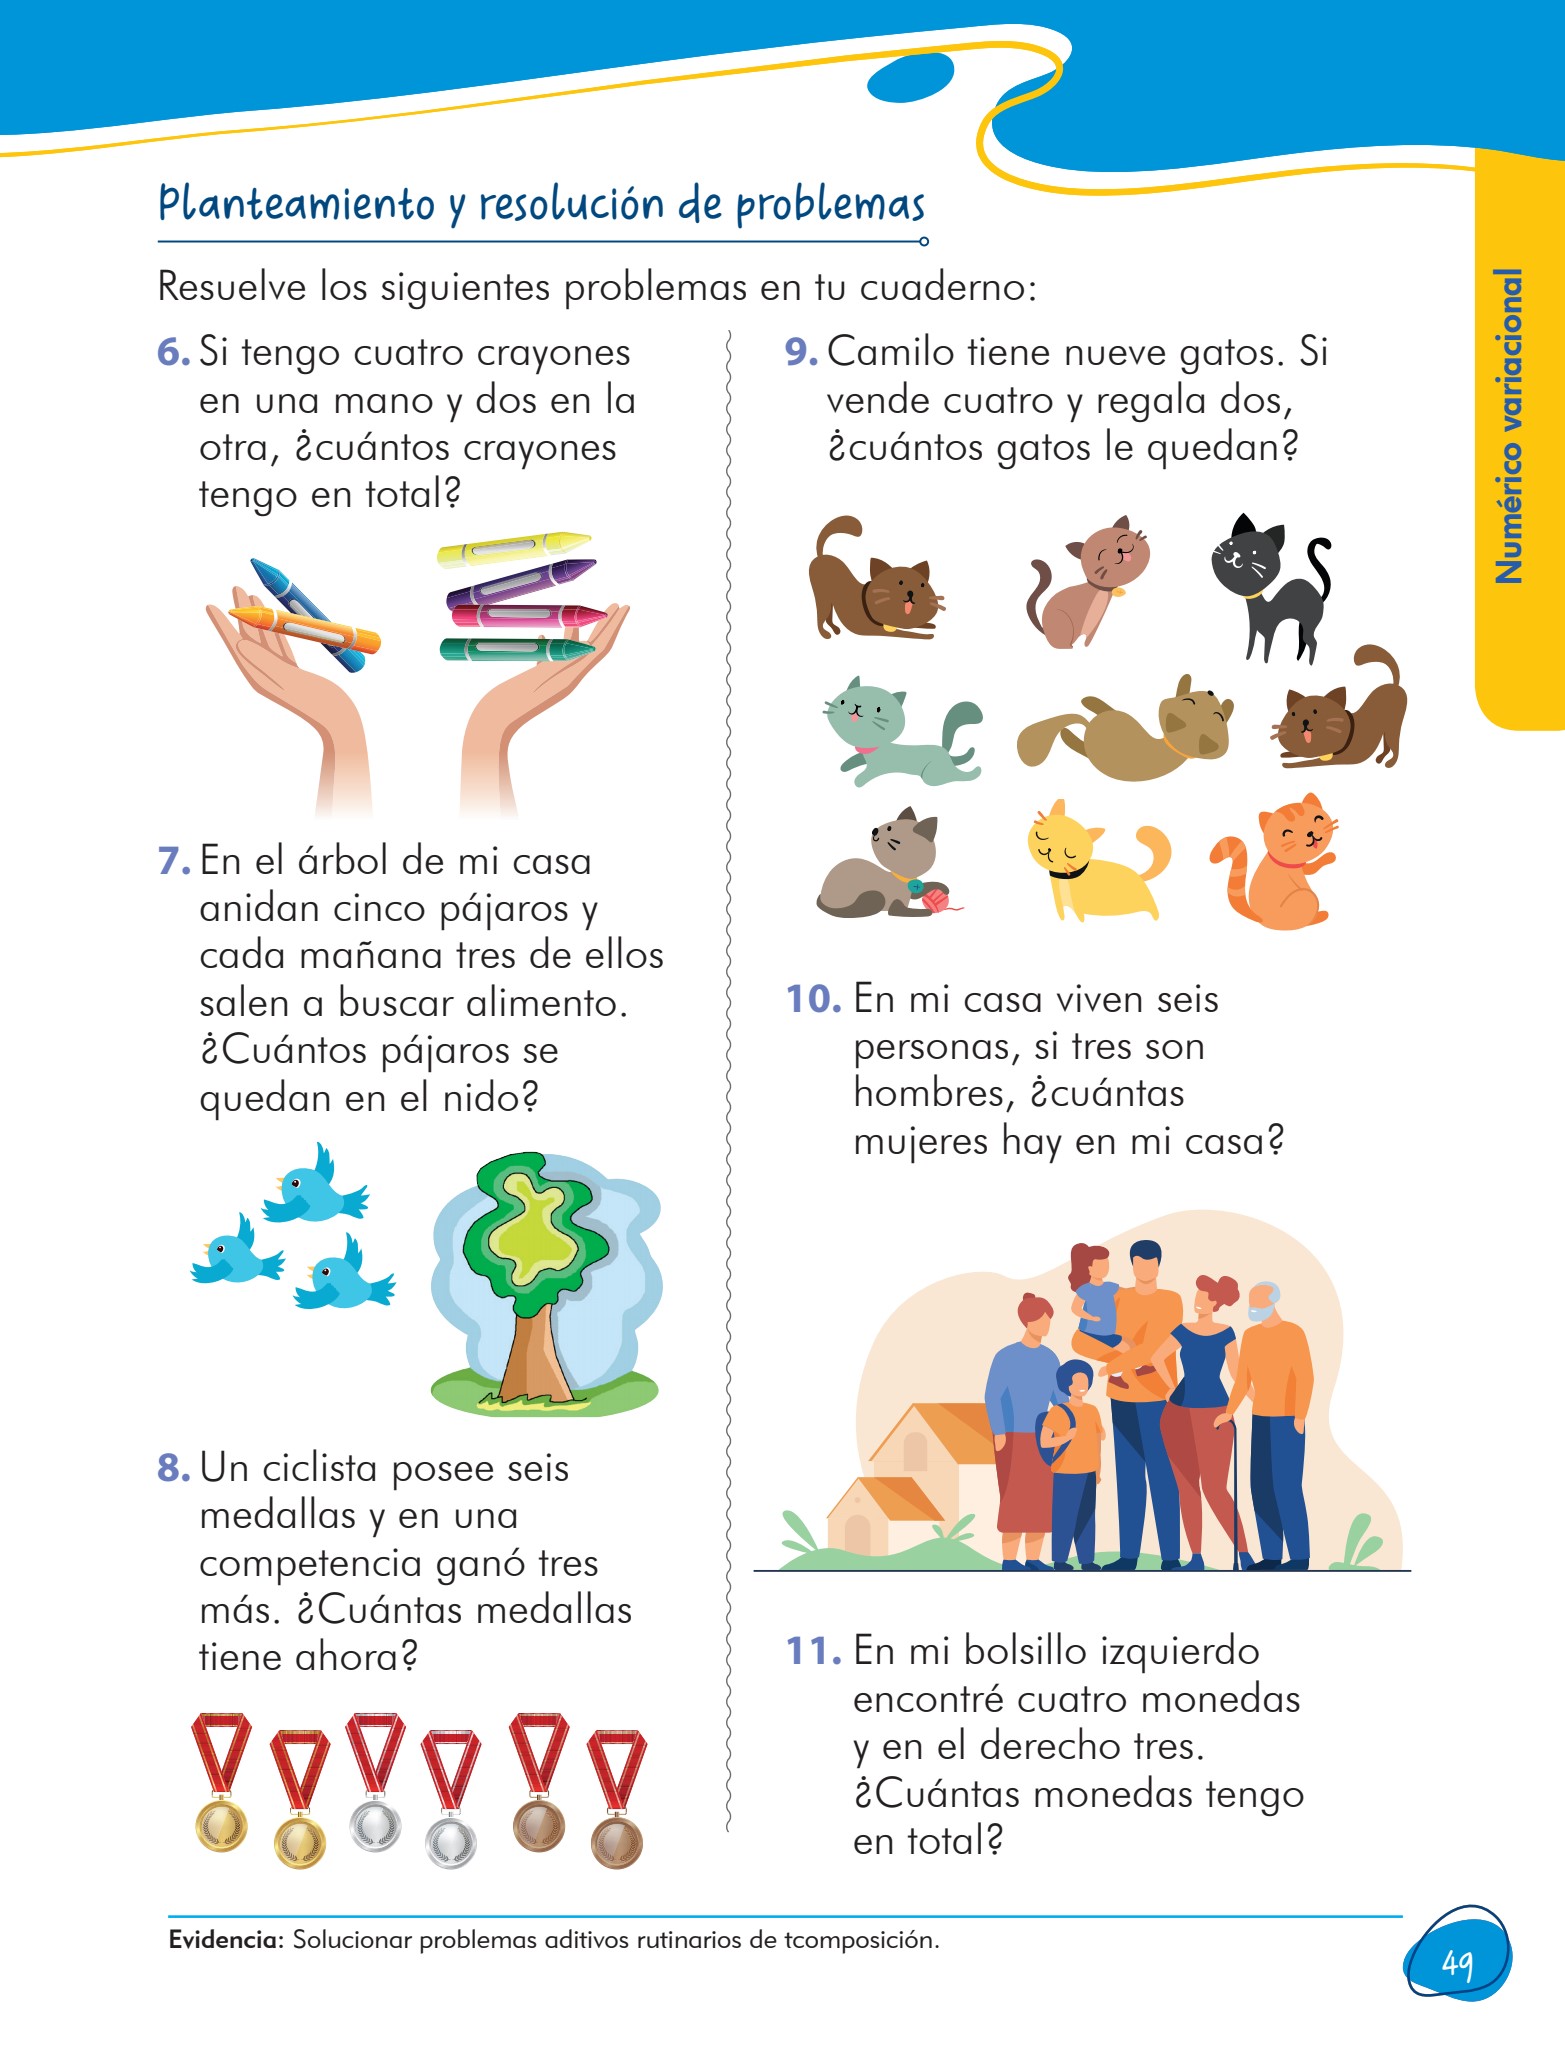 Planteamiento y resolución de problemas
Resuelve los siguientes problemas en tu cuaderno:
6. Si tengo cuatro crayones
en una mano y dos en la
otra, ¿cuántos crayones
tengo en total?
7. En el árbol de mi casa
anidan cinco pájaros y
cada mañana tres de ellos
salen a buscar alimento.
¿Cuántos pájaros se
quedan en el nido?
8. Un ciclista posee seis
medallas y en una
competencia ganó tres
más. ¿Cuántas medallas
tiene ahora?
9. Camilo tiene nueve gatos. Si
vende cuatro y regala dos,
¿cuántos gatos le quedan?
10. En mi casa viven seis
personas, si tres son
hombres, ¿cuántas
mujeres hay en mi casa?
11. En mi bolsillo izquierdo
encontré cuatro monedas
y en el derecho tres.
¿Cuántas monedas tengo
en total?
Numérico variacional
Evidencia: Solucionar problemas aditivos rutinarios de tcomposición.
49